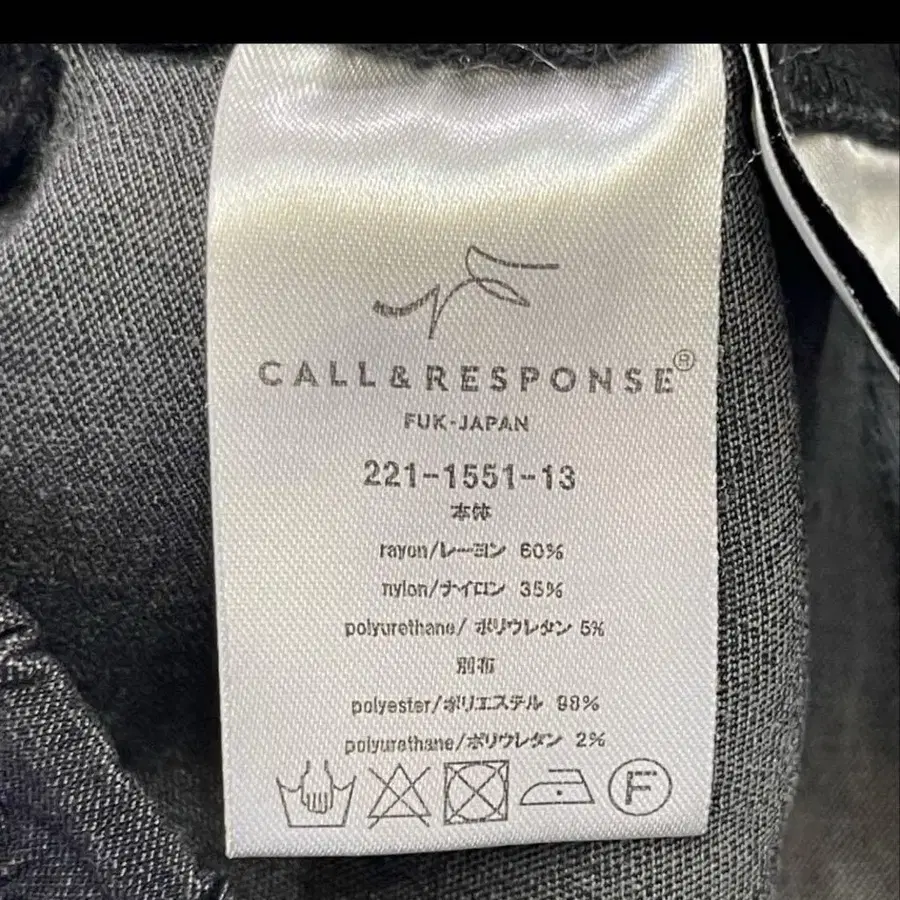 CALL&RESPONSE®
FUK-JAPAN
221-1551-13
本体
rayon/レーヨン 60%
nylon/ナイロン 35%
polyurethane/ ポリウレタン 5%
別布
polyester/ポリエステル 98%
polyurethane/ポリウレタン 2%
F